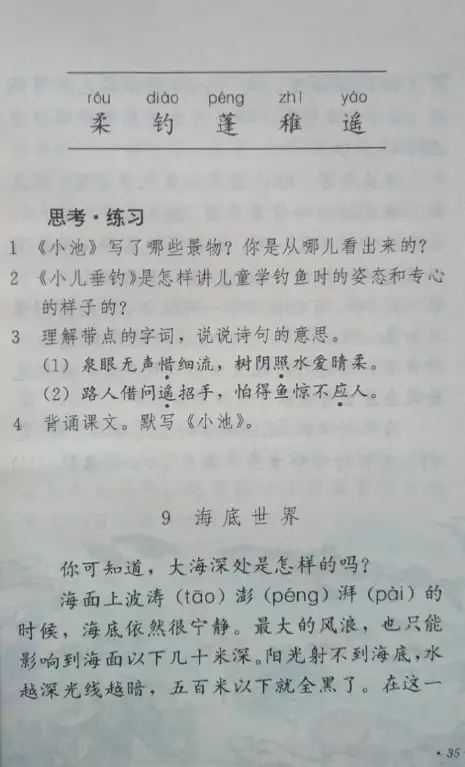 róu diào péng zhì yáo
柔 钓 蓬 稚 遥
思考·练习
1 《小池》写了哪些景物？你是从哪儿看出来的？
2 《小儿垂钓》是怎样讲儿童学钓鱼时的姿态和专心
的样子的？
3 理解带点的字词，说说诗句的意思。
(1) 泉眼无声惜细流，树阴照水爱晴柔。
(2) 路人借问遥招手，怕得鱼惊不应人。
4 背诵课文。默写《小池》。
9 海底世界
你可知道，大海深处是怎样的吗？
海面上波涛（tāo）澎（péng）湃（pài）的
时候，海底依然很宁静。最大的风浪，也只能
影响到海面以下几十米深。阳光射不到海底，水
越深光线越暗，五百米以下就全黑了。在这一
·35